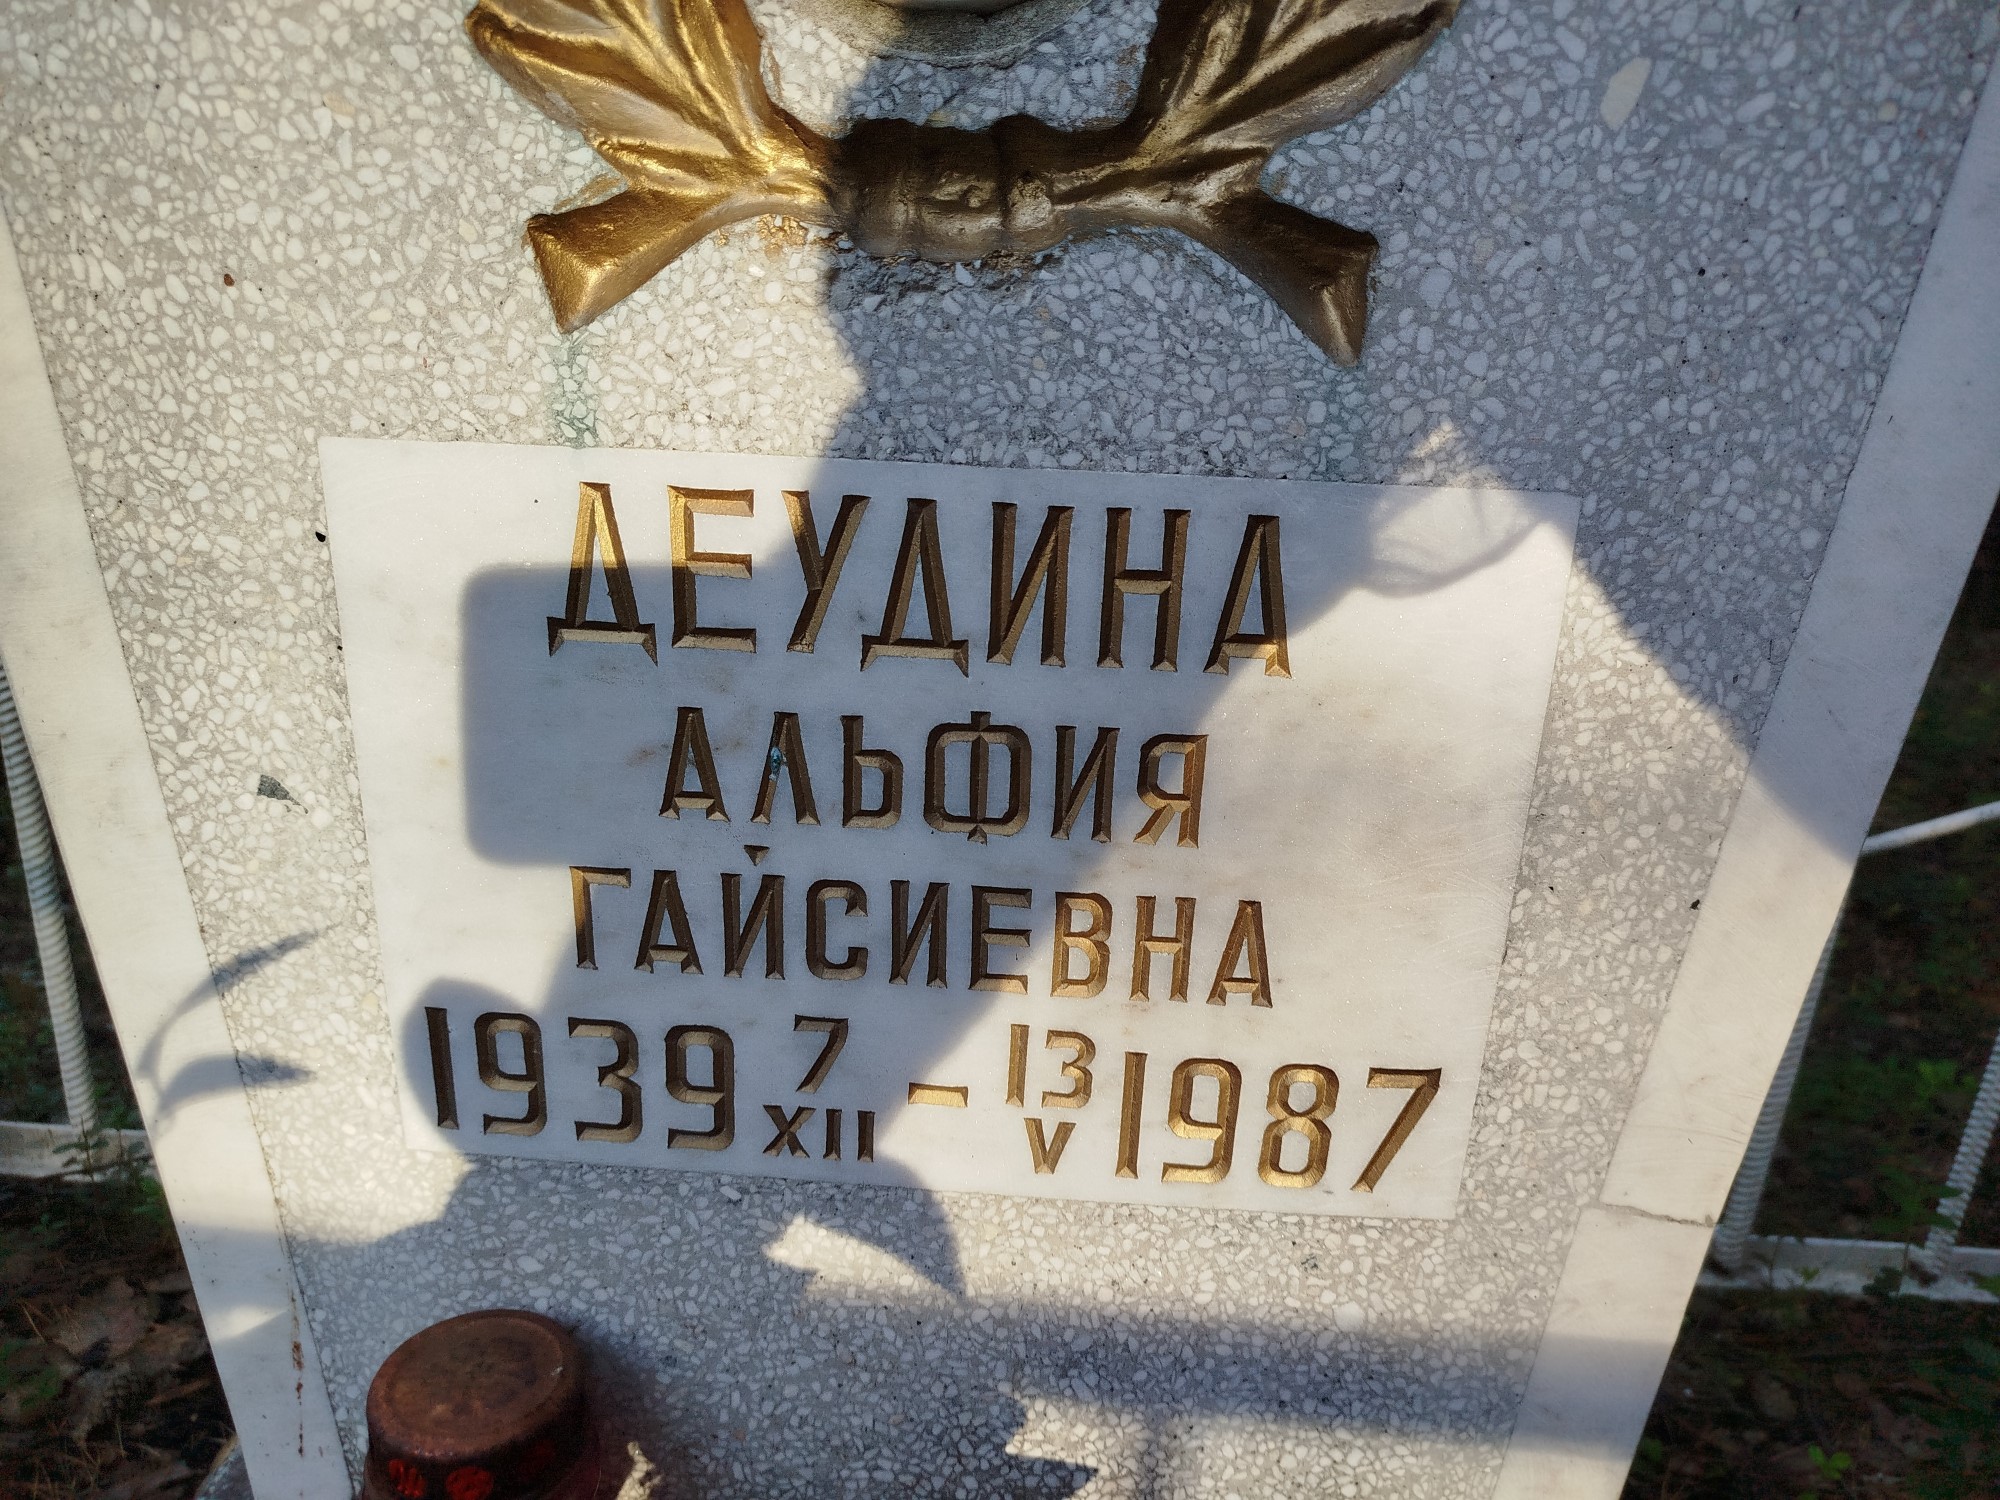 ДЕУДИНА
АЛЬФИЯ
ГАЙСИЕВНА
1939 7 XII – 13 V 1987